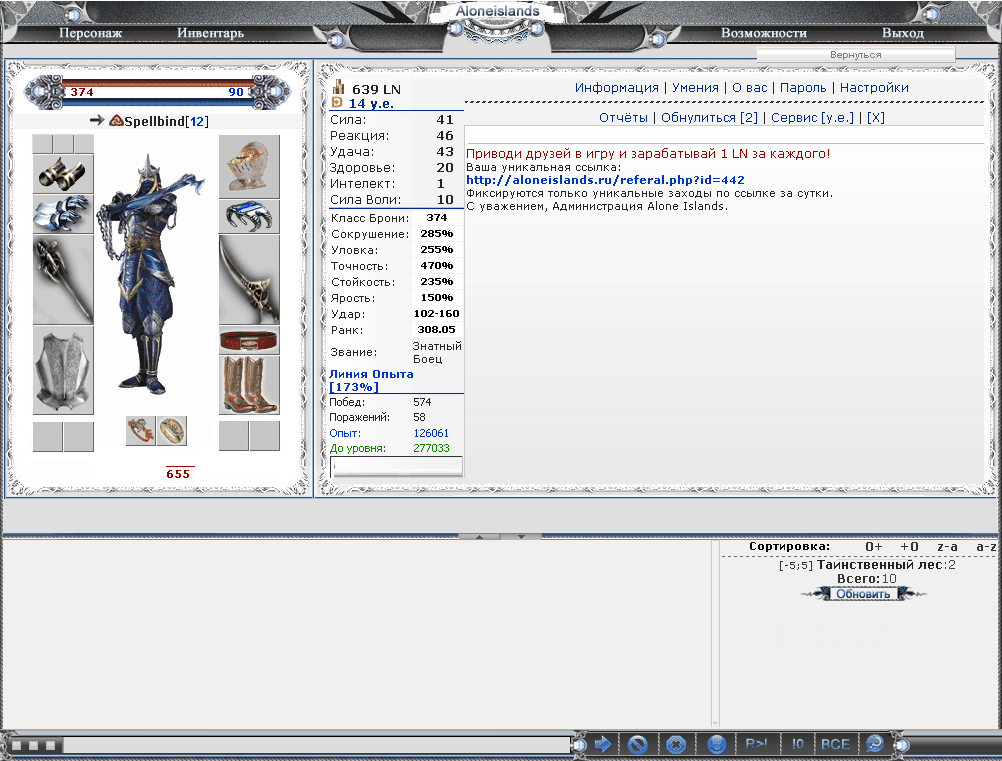 Aloneislands
Персонаж
Инвентарь
Возможности
Выход
Вернуться
374
90
Spellbind[12]
655
639 LN
14 y.e.
Сила: 41
Реакция: 46
Удача: 43
Здоровье: 20
Интелект: 1
Сила Воли: 10
Класс Брони: 374
Сокрушение: 285%
Уловка: 255%
Точность: 470%
Стойкость: 235%
Ярость: 150%
Удар: 102-160
Ранк: 308.05
Звание: Знатный
Боец
Линия Опыта
[173%]
Побед: 574
Поражений: 58
Опыт: 126061
До уровня: 277033
Информация | Умения | О вас | Пароль | Настройки
Отчёты | Обнулиться [2] | Сервис [y.e.] | [X]
Приводи друзей в игру и зарабатывай 1 LN за каждого!
Ваша уникальная ссылка:
http://aloneislands.ru/referal.php?id=442
Фиксируются только уникальные заходы по ссылке за сутки.
С уважением, Администрация Alone Islands.
Сортировка: 0+ +0 z-a a-z
[-5;5] Таинственный лес:2
Всего:10
Обновить
P>! !0 ВСЕ